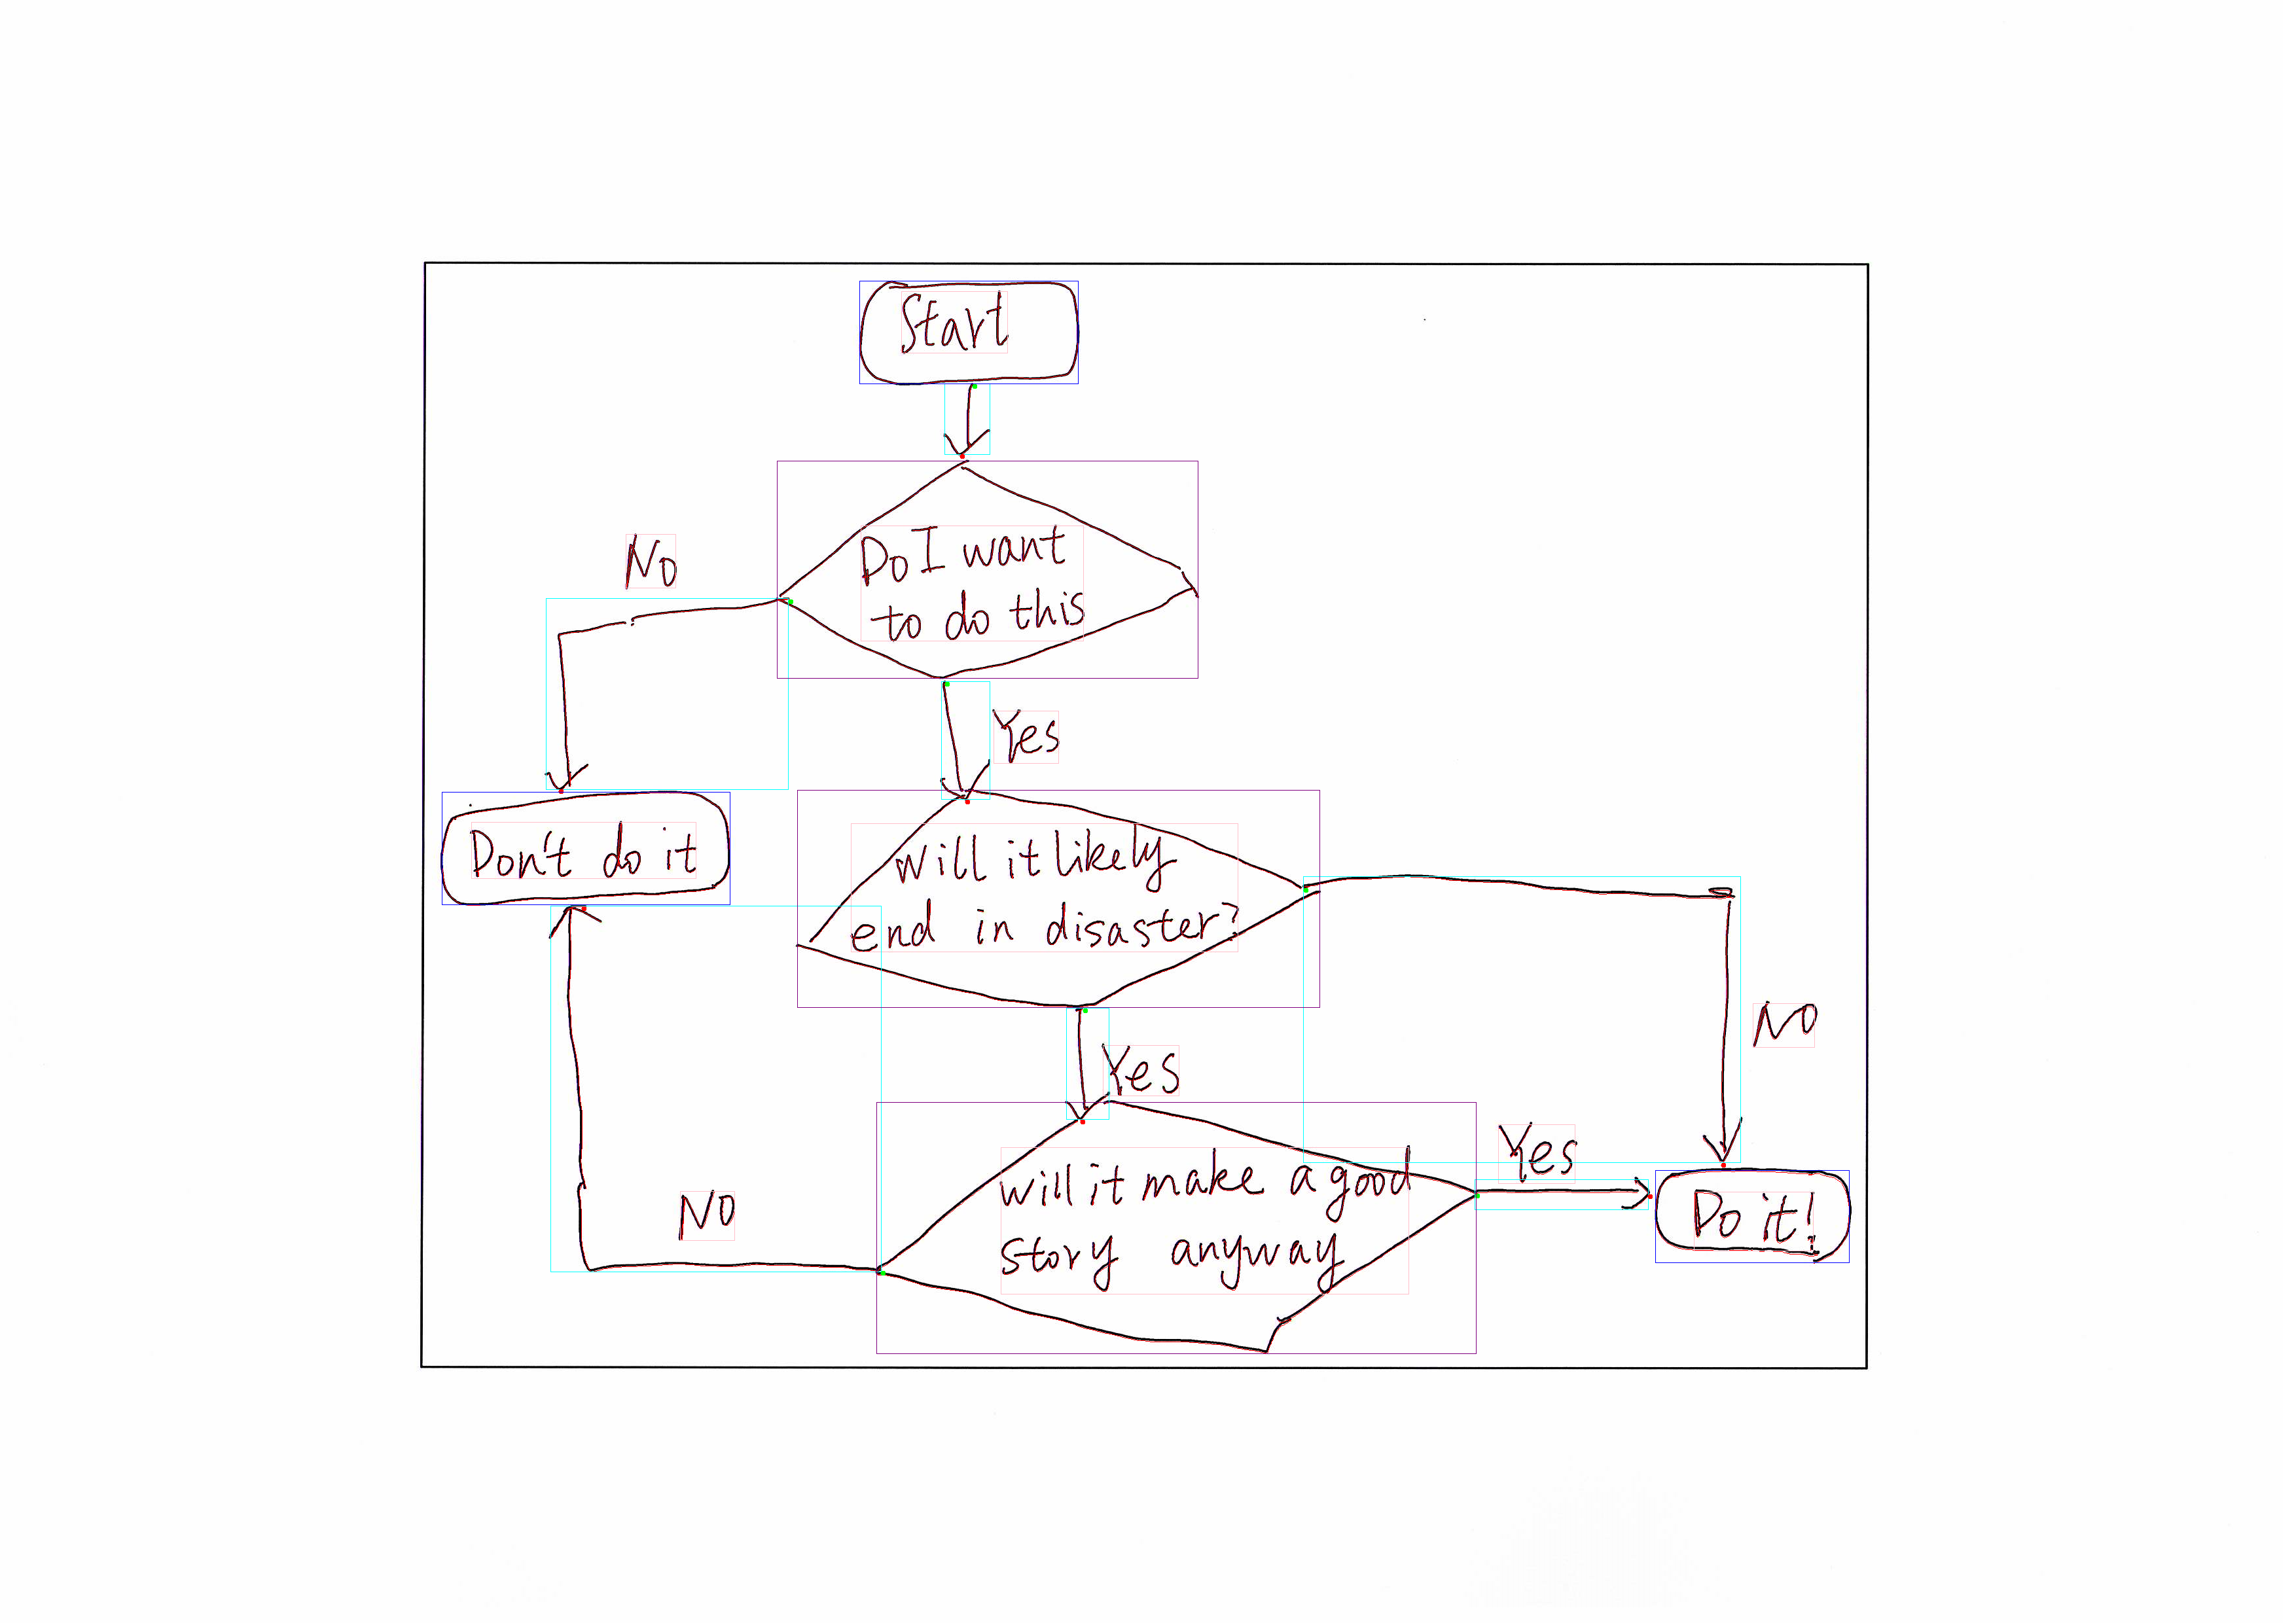 Start
No
Do I want
to do this
Yes
Don't do it
will it likely
end in disaster?
No
Yes
Yes
will it make a good
story anyway
No
Do it!